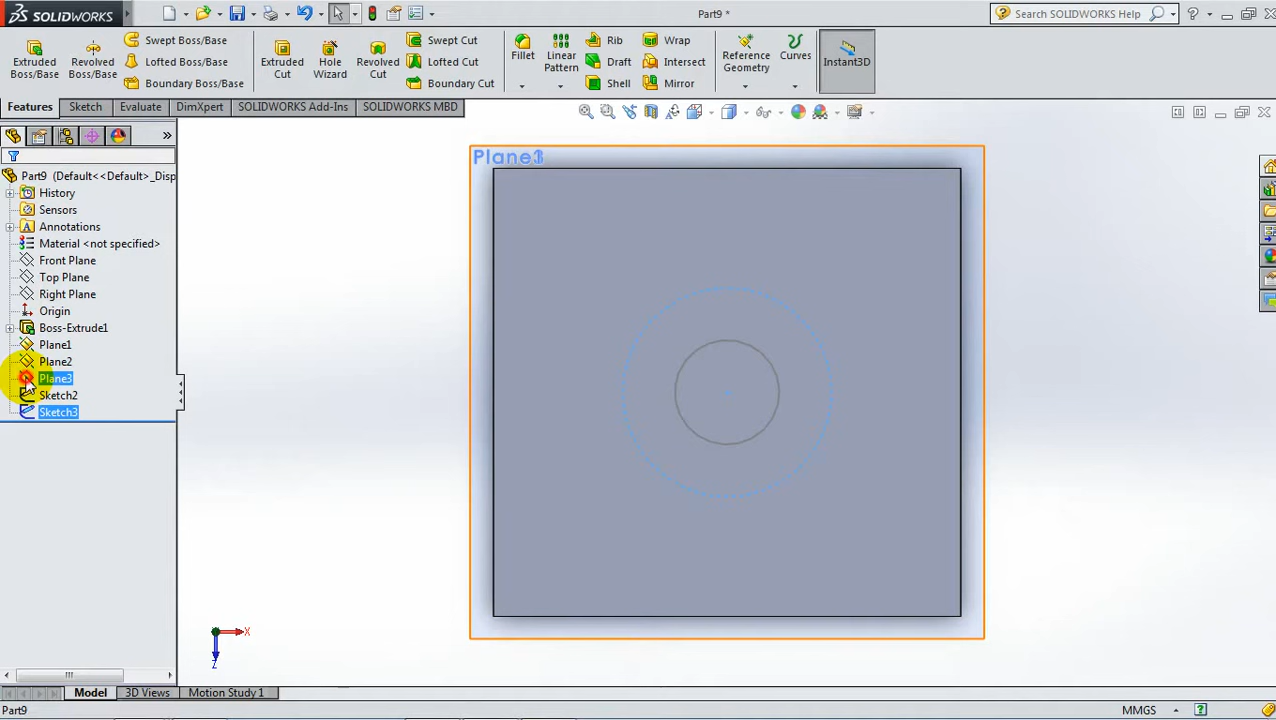 SOLIDWORKS
Part9 *
Search SOLIDWORKS Help
Extruded Boss/Base
Revolved Boss/Base
Swept Boss/Base
Lofted Boss/Base
Boundary Boss/Base
Extruded Cut
Hole Wizard
Revolved Cut
Swept Cut
Lofted Cut
Boundary Cut
Fillet
Linear Pattern
Rib
Draft
Shell
Wrap
Intersect
Mirror
Reference Geometry
Curves
Instant3D
Features
Sketch
Evaluate
DimXpert
SOLIDWORKS Add-Ins
SOLIDWORKS MBD
Part9 (Default<<Default>_Disp
History
Sensors
Annotations
Material <not specified>
Front Plane
Top Plane
Right Plane
Origin
Boss-Extrude1
Plane1
Plane2
Plane3
Sketch2
Sketch3
X
Z
Model
3D Views
Motion Study 1
Part9
MMGS